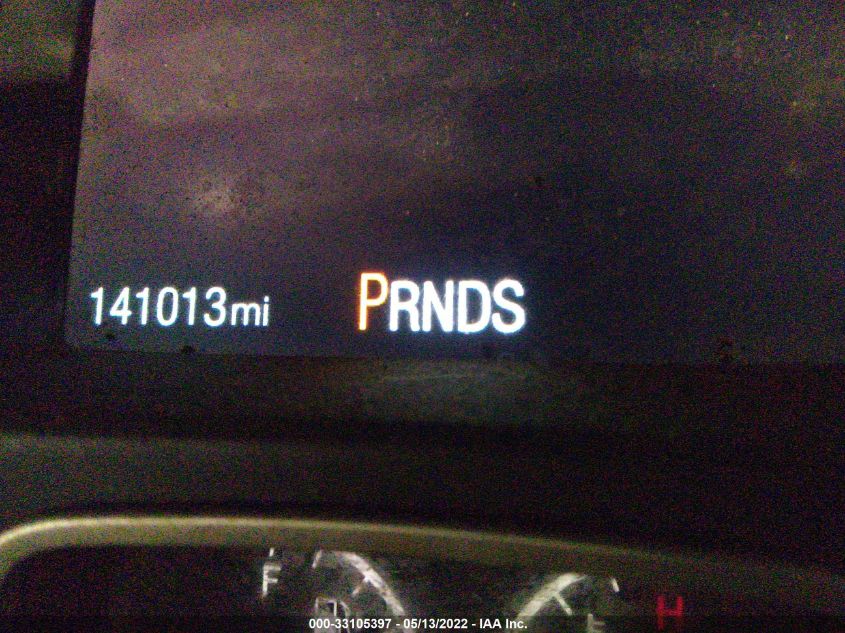 141013mi PRNDS
F H
000-33105397 - 05/13/2022 - IAA Inc.